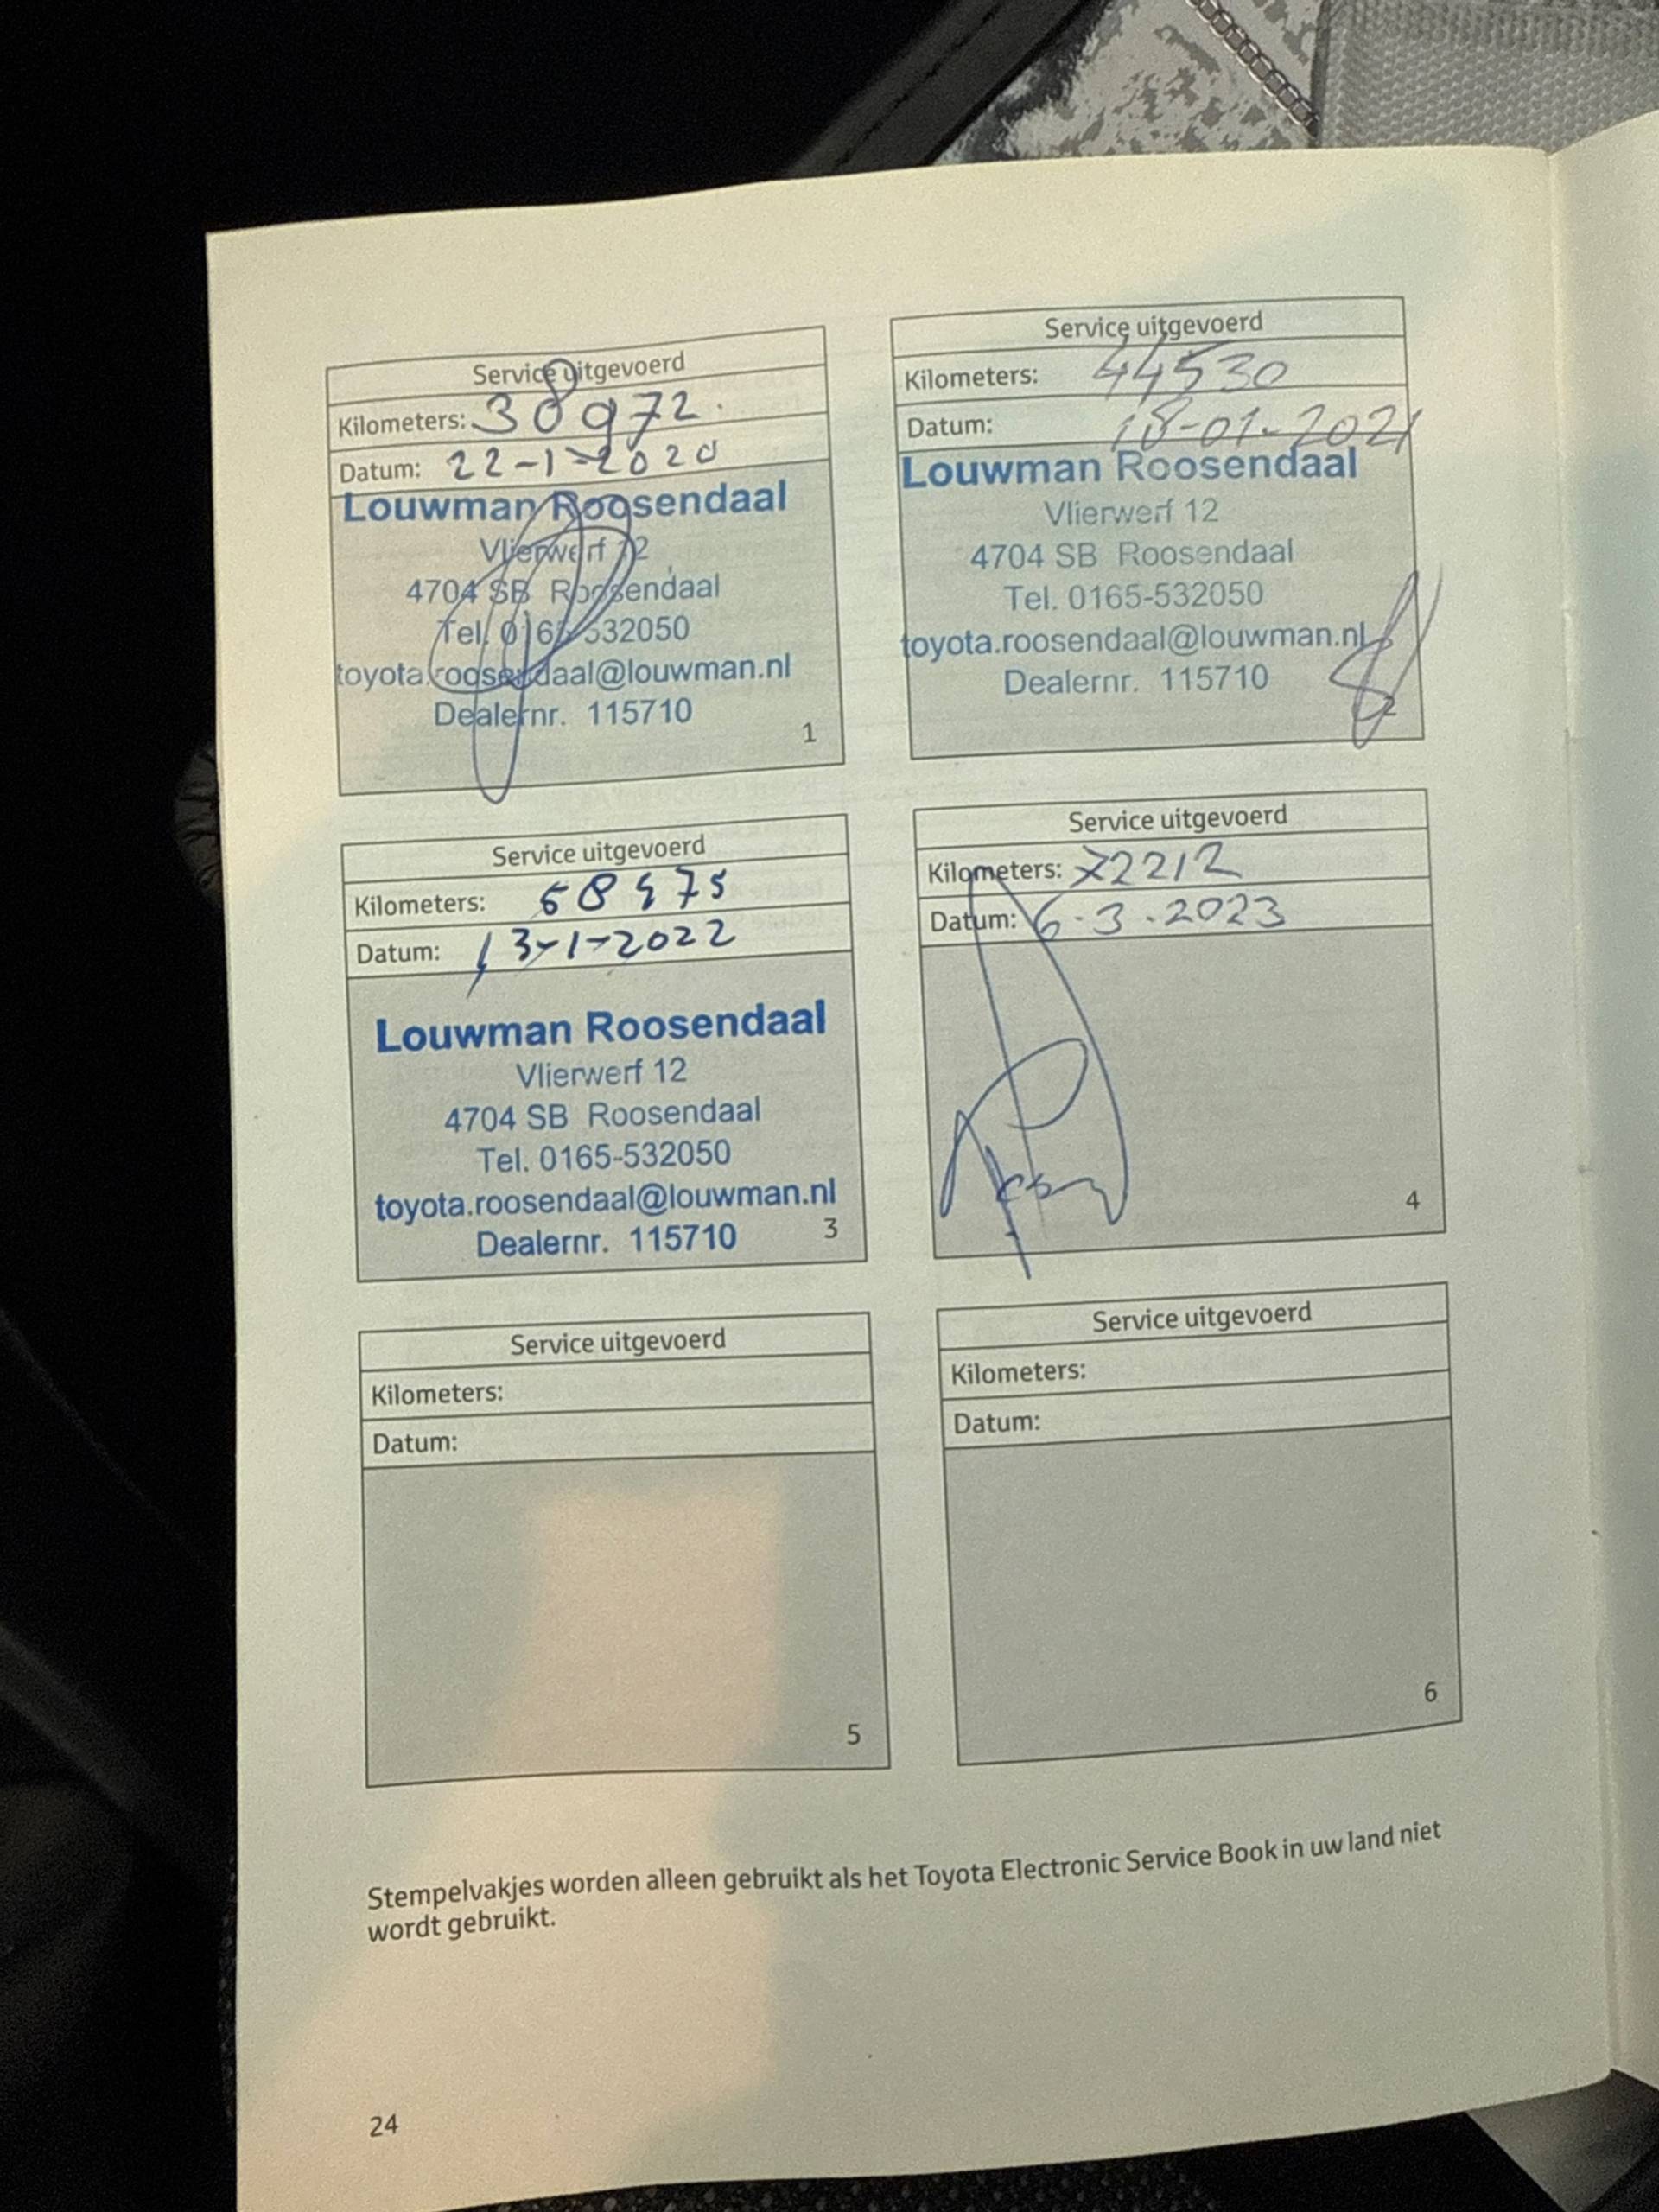 Service uitgevoerd
Kilometers: 30972
Datum: 22-1-2020
Louwman Roosendaal
Vlierwerf 12
4704 SB Roosendaal
Tel. 0165-532050
toyota.roosendaal@louwman.nl
Dealernr. 115710
1
Service uitgevoerd
Kilometers: 44530
Datum: 18-01-2021
Louwman Roosendaal
Vlierwerf 12
4704 SB Roosendaal
Tel. 0165-532050
toyota.roosendaal@louwman.nl
Dealernr. 115710
2
Service uitgevoerd
Kilometers:
Datum: 13-1-2022
Louwman Roosendaal
Vlierwerf 12
4704 SB Roosendaal
Tel. 0165-532050
toyota.roosendaal@louwman.nl
Dealernr. 115710
3
Service uitgevoerd
Kilometers: 72212
Datum: 6-3-2023
4
Service uitgevoerd
Kilometers:
Datum:
5
Service uitgevoerd
Kilometers:
Datum:
6
Stempelvakjes worden alleen gebruikt als het Toyota Electronic Service Book in uw land niet
wordt gebruikt.
24